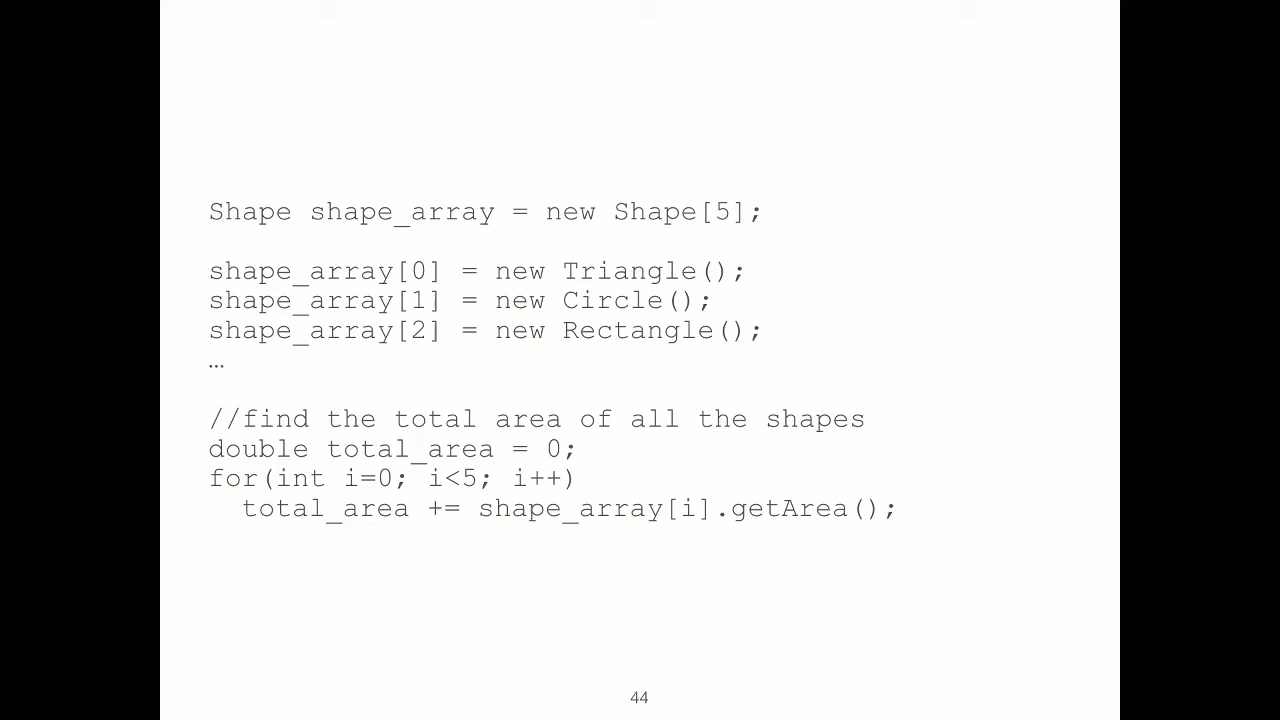 Shape shape_array = new Shape[5];
shape_array[0] = new Triangle();
shape_array[1] = new Circle();
shape_array[2] = new Rectangle();
…
//find the total area of all the shapes
double total_area = 0;
for(int i=0; i<5; i++)
  total_area += shape_array[i].getArea();
44